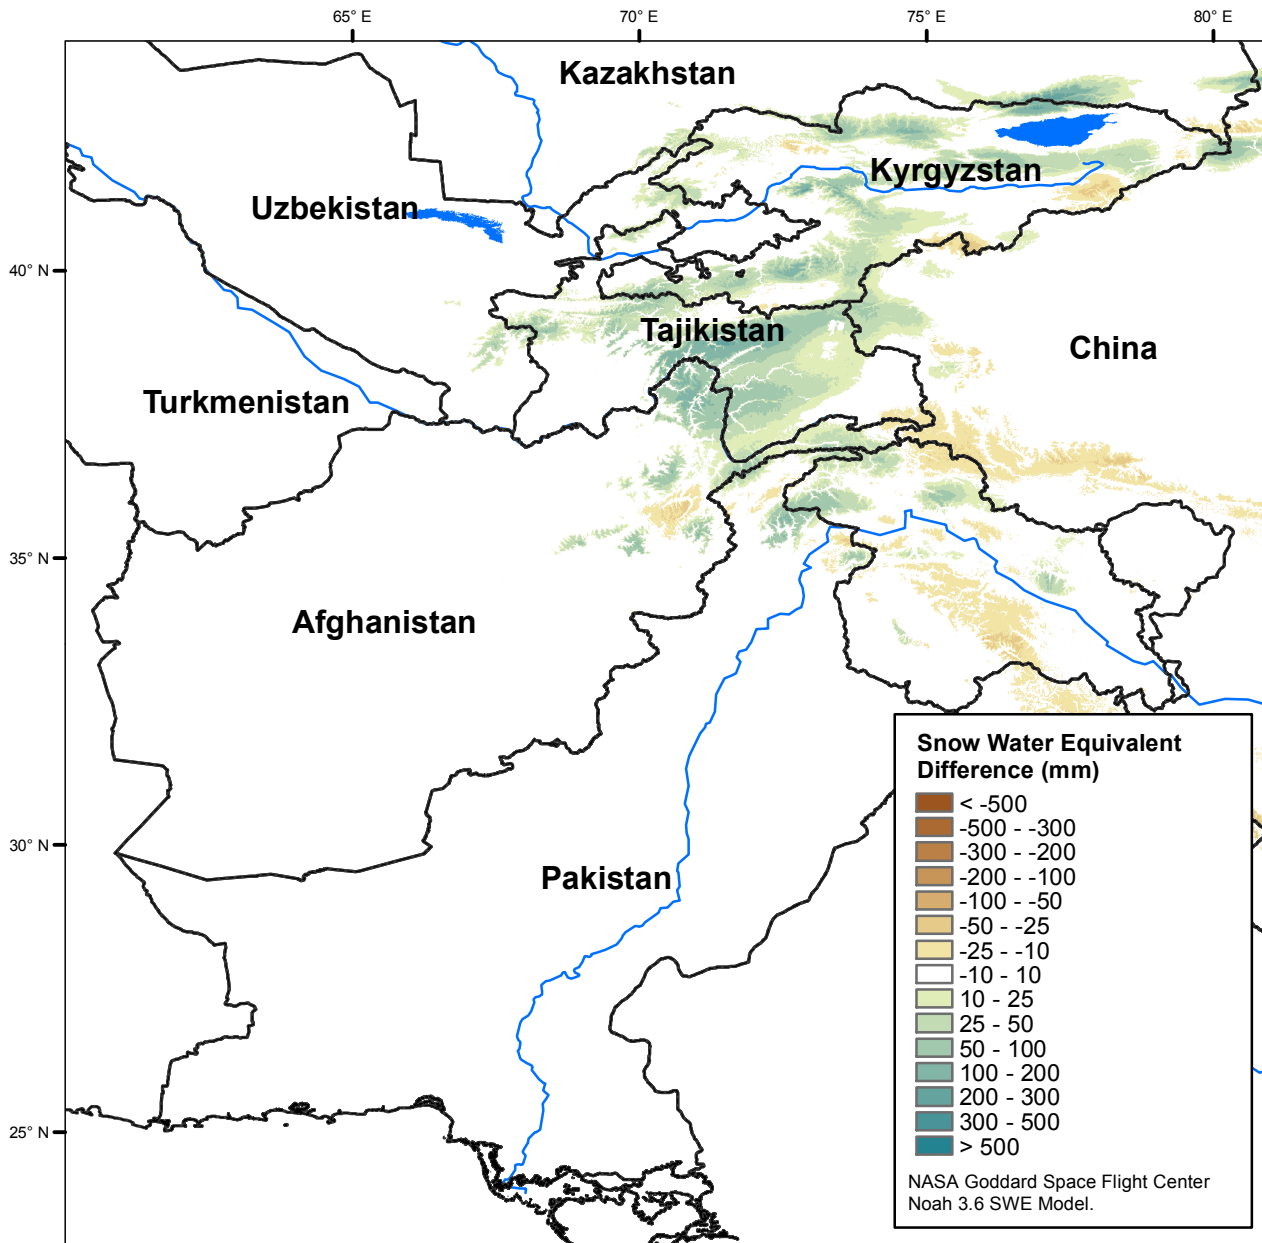 65° E
70° E
75° E
80° E
Kazakhstan
Kyrgyzstan
Uzbekistan
40° N
Tajikistan
China
Turkmenistan
35° N
Afghanistan
Snow Water Equivalent
Difference (mm)
< -500
-500 - -300
-300 - -200
-200 - -100
-100 - -50
-50 - -25
-25 - -10
-10 - 10
10 - 25
25 - 50
50 - 100
100 - 200
200 - 300
300 - 500
> 500
NASA Goddard Space Flight Center
Noah 3.6 SWE Model.
30° N
Pakistan
25° N